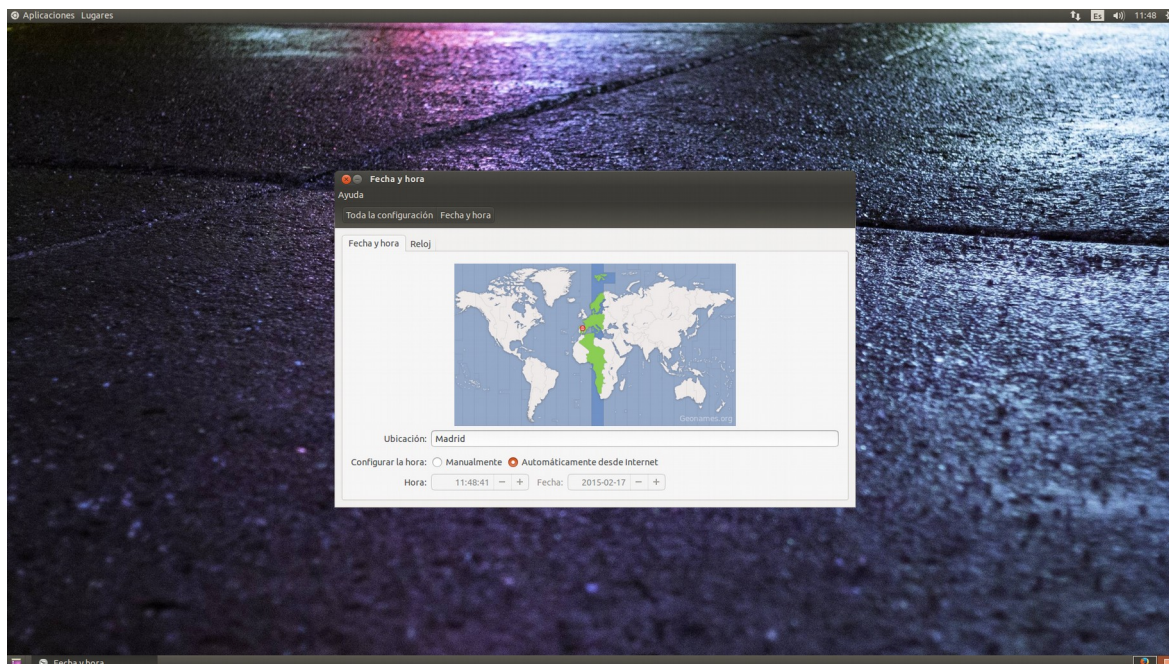 Aplicaciones Lugares Es 11:48
Fecha y hora
Ayuda
Toda la configuración Fecha y hora
Fecha y hora Reloj
Geonames.org
Ubicación: Madrid
Configurar la hora: Manualmente Automáticamente desde Internet
Hora: 11:48:41 − + Fecha: 2015-02-17 − +
Fecha y hora